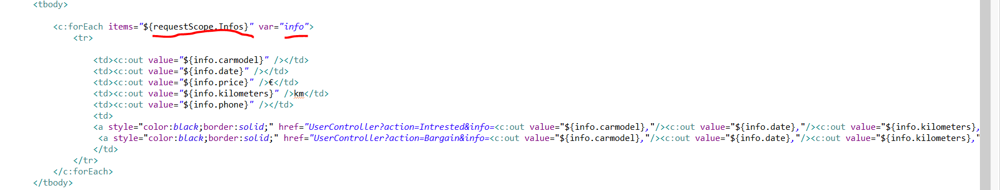 <tbody>
<c:forEach items="${requestScope.Infos}" var="info">
<tr>
<td><c:out value="${info.carmodel}" /></td>
<td><c:out value="${info.date}" /></td>
<td><c:out value="${info.price}" />€</td>
<td><c:out value="${info.kilometers}" />km</td>
<td><c:out value="${info.phone}" /></td>
<td>
<a style="color:black;border:solid;" href="UserController?action=Intrested&info=<c:out value="${info.carmodel},"/><c:out value="${info.date},"/><c:out value="${info.kilometers},
<a style="color:black;border:solid;" href="UserController?action=Bargain&info=<c:out value="${info.carmodel},"/><c:out value="${info.date},"/><c:out value="${info.kilometers},"
</td>
</tr>
</c:forEach>
</tbody>